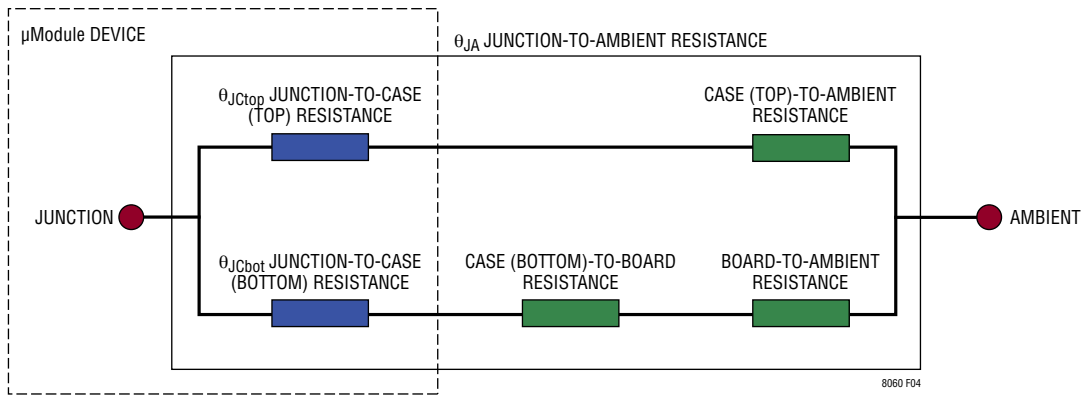 µModule DEVICE
θJA JUNCTION-TO-AMBIENT RESISTANCE
θJCtop JUNCTION-TO-CASE
(TOP) RESISTANCE
CASE (TOP)-TO-AMBIENT
RESISTANCE
JUNCTION
AMBIENT
θJCbot JUNCTION-TO-CASE
(BOTTOM) RESISTANCE
CASE (BOTTOM)-TO-BOARD
RESISTANCE
BOARD-TO-AMBIENT
RESISTANCE
8060 F04